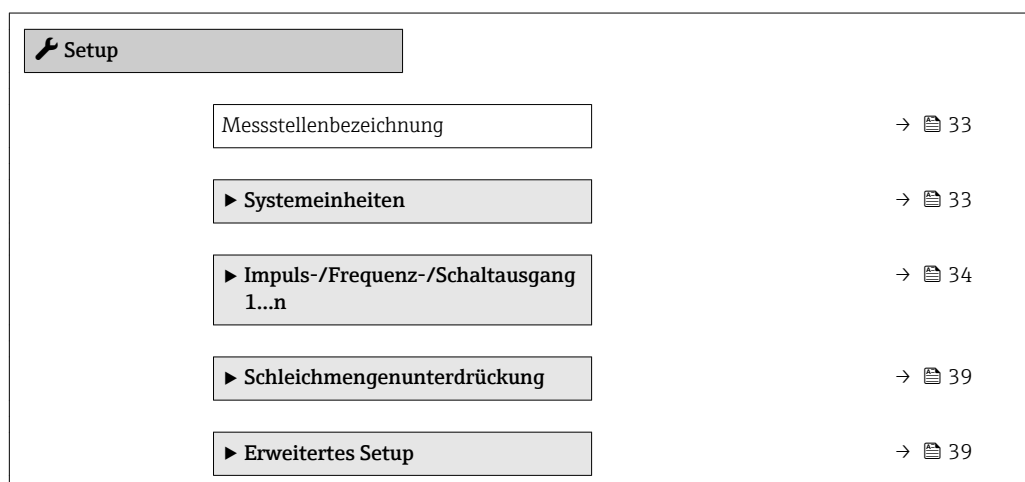 Setup
Messstellenbezeichnung → 33
▶ Systemeinheiten → 33
▶ Impuls-/Frequenz-/Schaltausgang → 34
1...n
▶ Schleichmengenunterdrückung → 39
▶ Erweitertes Setup → 39